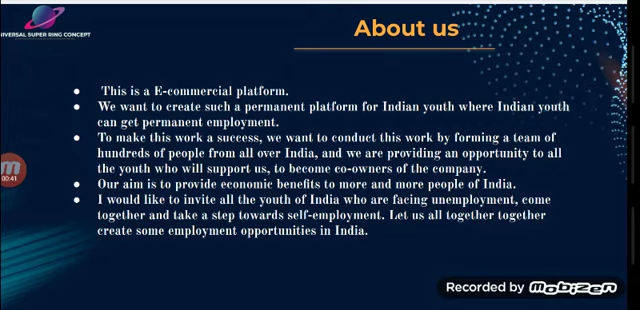 About us
NIVERSAL SUPER RING CONCEPT
● This is a E-commercial platform.
● We want to create such a permanent platform for Indian youth where Indian youth
can get permanent employment.
● To make this work a success, we want to conduct this work by forming a team of
hundreds of people from all over India, and we are providing an opportunity to all
the youth who will support us, to become co-owners of the company.
● Our aim is to provide economic benefits to more and more people of India.
● I would like to invite all the youth of India who are facing unemployment, come
together and take a step towards self-employment. Let us all together together
create some employment opportunities in India.
00:41
Recorded by mobizen